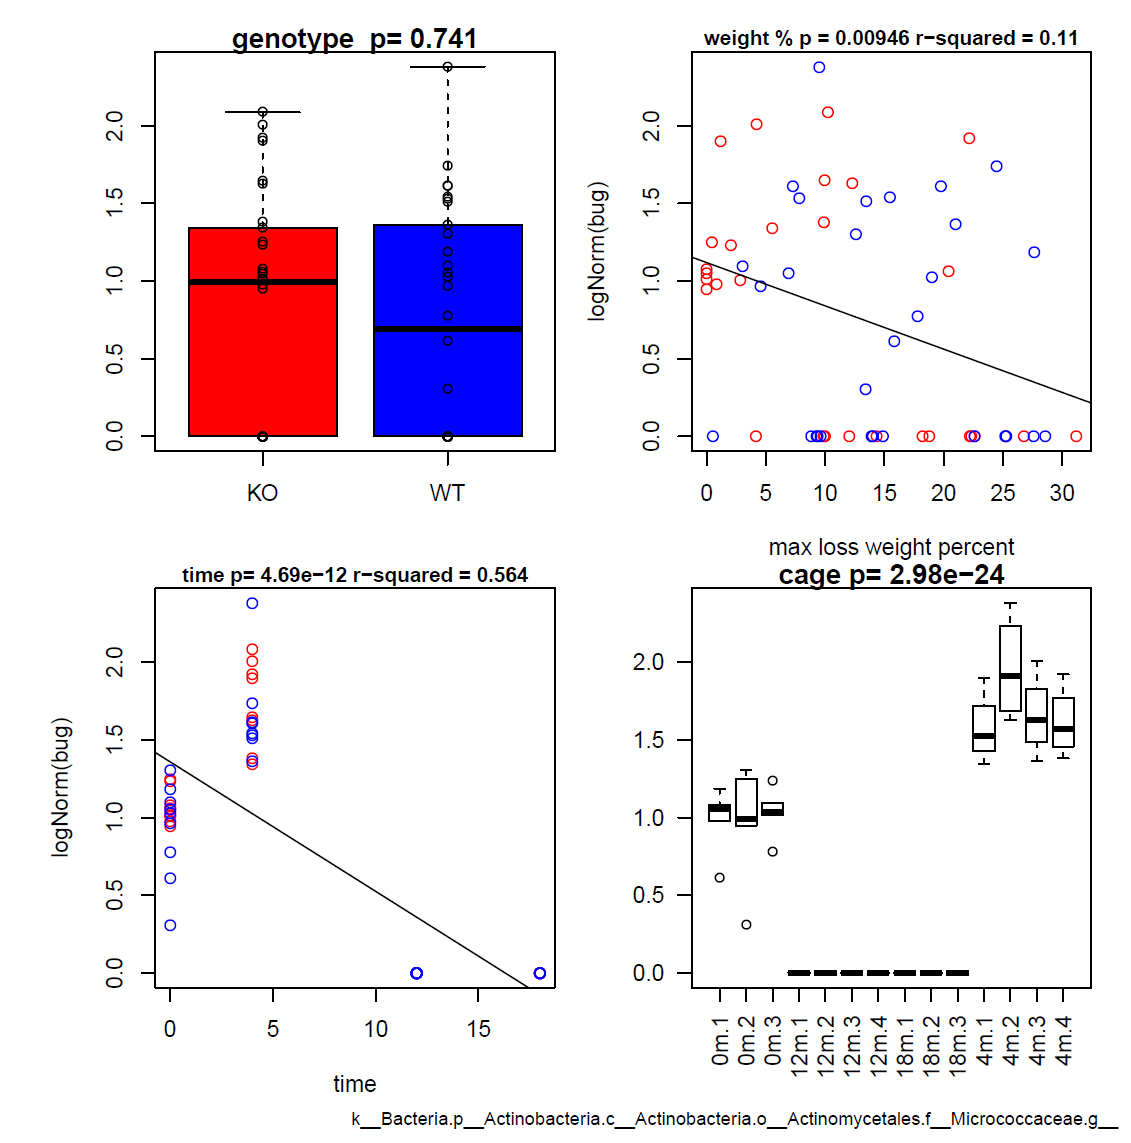 genotype  p= 0.741
2.0
1.5
1.0
0.5
0.0
KO WT
weight % p = 0.00946 r−squared = 0.11
logNorm(bug)
2.0
1.5
1.0
0.5
0.0
0 5 10 15 20 25 30
max loss weight percent
time p= 4.69e−12 r−squared = 0.564
logNorm(bug)
2.0
1.5
1.0
0.5
0.0
0 5 10 15
time
cage p= 2.98e−24
2.0
1.5
1.0
0.5
0.0
0m.1
0m.2
0m.3
12m.1
12m.2
12m.3
12m.4
18m.1
18m.2
18m.3
4m.1
4m.2
4m.3
4m.4
k__Bacteria.p__Actinobacteria.c__Actinobacteria.o__Actinomycetales.f__Micrococcaceae.g__